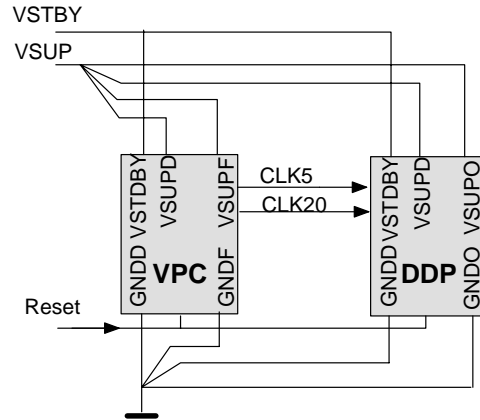 VSTBY
VSUP
VSTDBY
VSUPD
VSUPF
GNDD
VPC
GNDF
CLK5
CLK20
VSTDBY
VSUPD
VSUPO
GNDD
DDP
GNDO
Reset